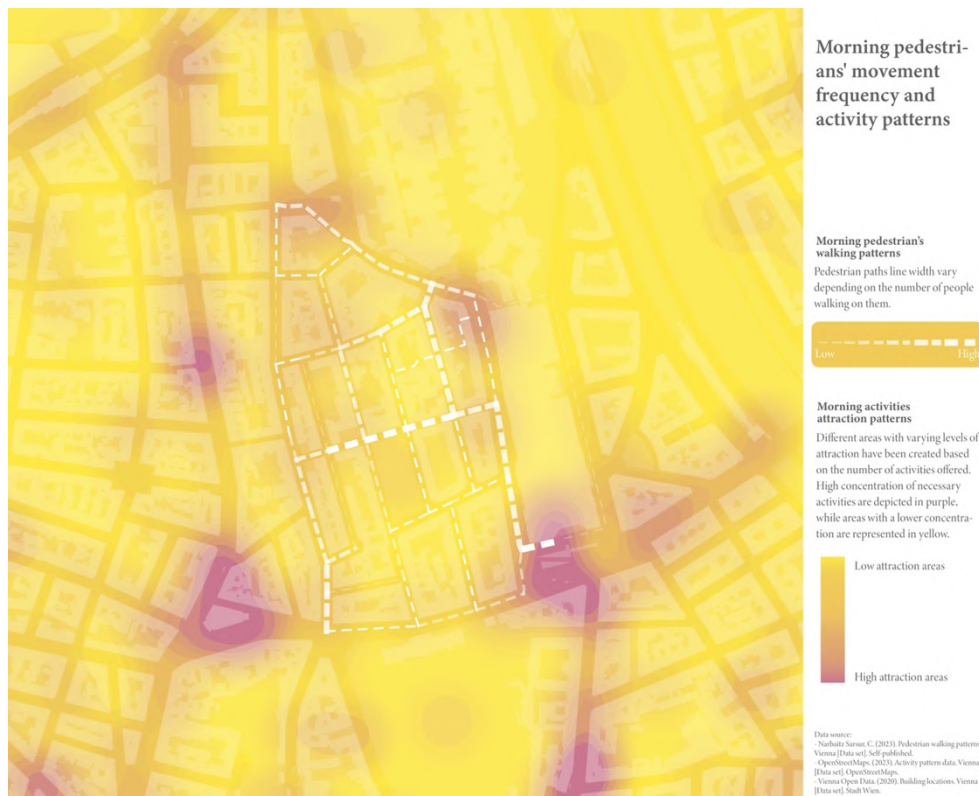 Morning pedestri-
ans' movement
frequency and
activity patterns
Morning pedestrian's
walking patterns
Pedestrian paths line width vary
depending on the number of people
walking on them.
Low High
Morning activities
attraction patterns
Different areas with varying levels of
attraction have been created based
on the number of activities offered.
High concentration of necessary
activities are depicted in purple,
while areas with a lower concentra-
tion are represented in yellow.
Low attraction areas
High attraction areas
Data source:
- Narbaitz Sarsur, C. (2023). Pedestrian walking patterns
Vienna [Data set]. Self-published.
- OpenStreetMaps. (2023). Activity pattern data. Vienna
[Data set]. OpenStreetMaps.
- Vienna Open Data. (2020). Building locations. Vienna
[Data set]. Stadt Wien.